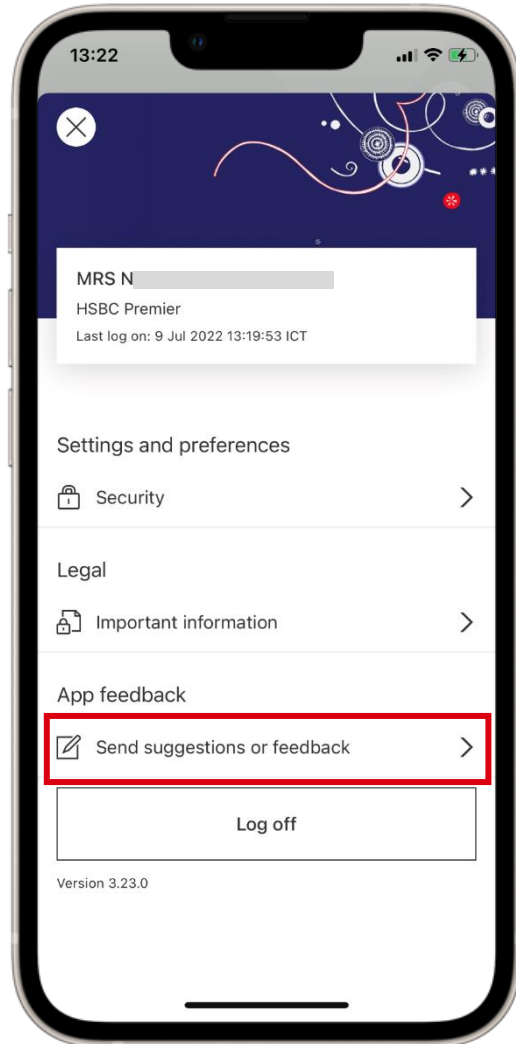 13:22
MRS N
HSBC Premier
Last log on: 9 Jul 2022 13:19:53 ICT
Settings and preferences
Security
Legal
Important information
App feedback
Send suggestions or feedback
Log off
Version 3.23.0